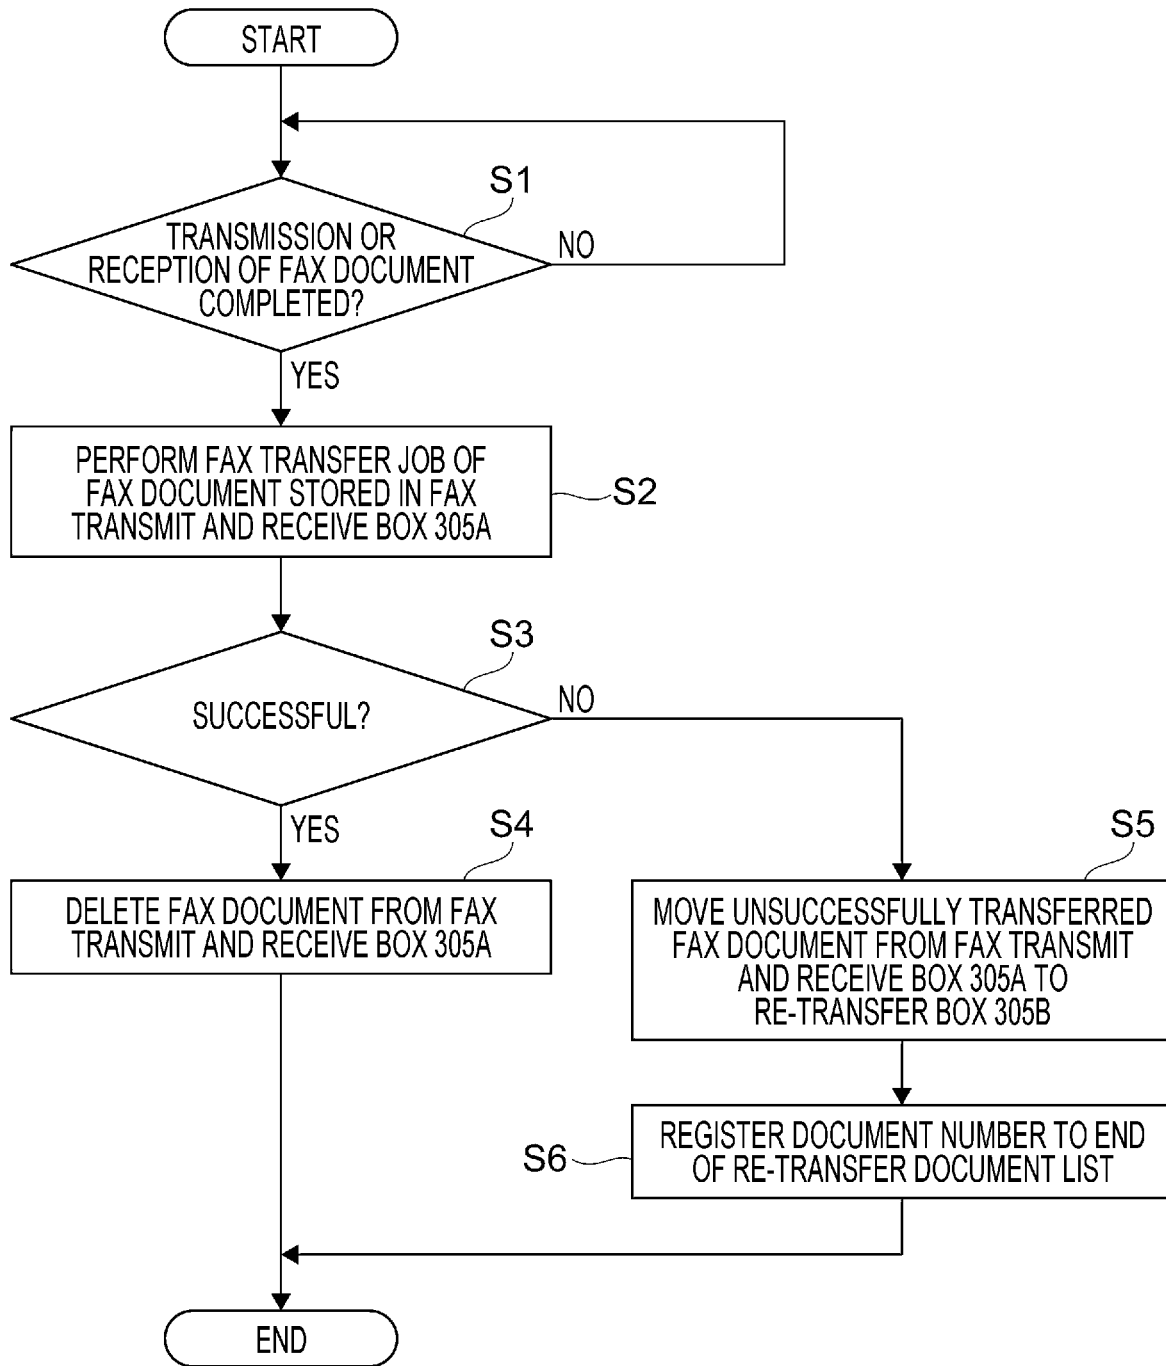 START
S1
TRANSMISSION OR
RECEPTION OF FAX DOCUMENT
COMPLETED?
NO
YES
PERFORM FAX TRANSFER JOB OF
FAX DOCUMENT STORED IN FAX
TRANSMIT AND RECEIVE BOX 305A
S2
S3
SUCCESSFUL?
NO
YES
S4
DELETE FAX DOCUMENT FROM FAX
TRANSMIT AND RECEIVE BOX 305A
S5
MOVE UNSUCCESSFULLY TRANSFERRED
FAX DOCUMENT FROM FAX TRANSMIT
AND RECEIVE BOX 305A TO
RE-TRANSFER BOX 305B
S6
REGISTER DOCUMENT NUMBER TO END
OF RE-TRANSFER DOCUMENT LIST
END